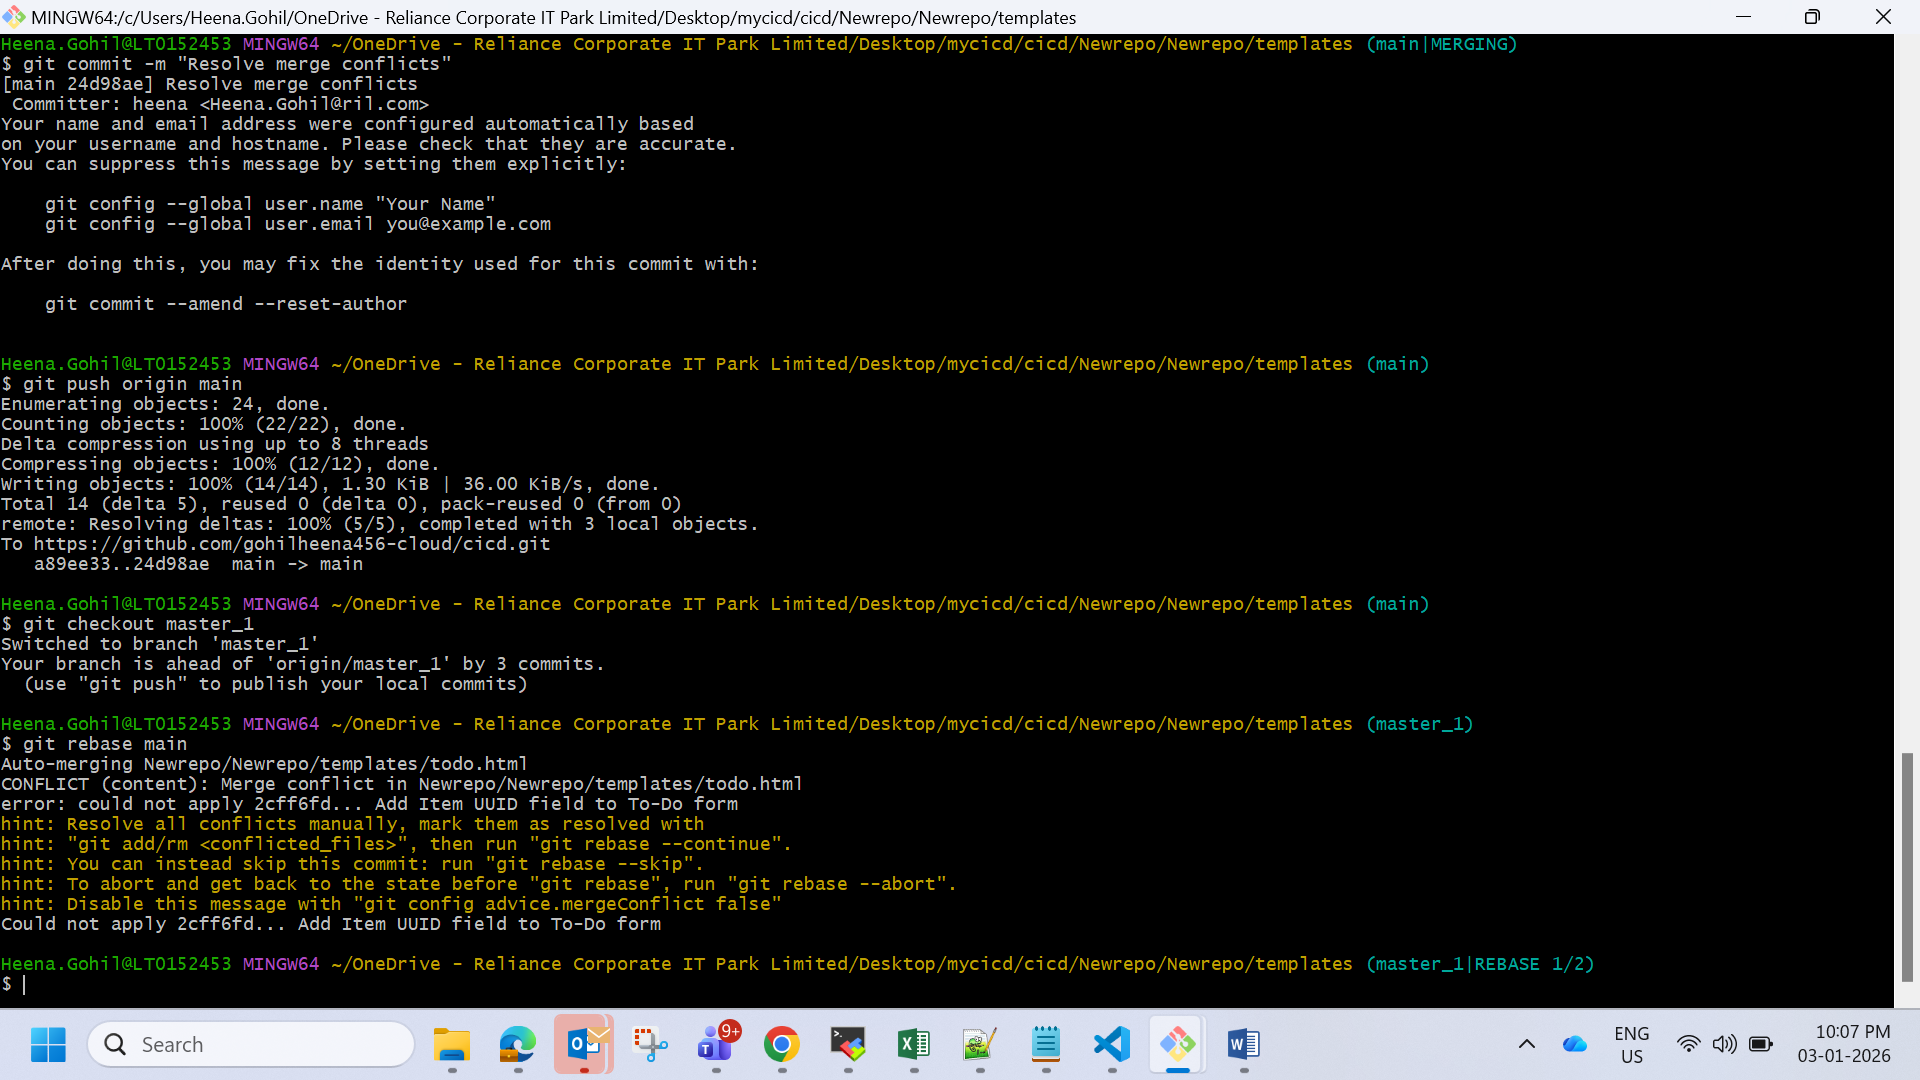 MINGW64:/c/Users/Heena.Gohil/OneDrive - Reliance Corporate IT Park Limited/Desktop/mycicd/cicd/Newrepo/Newrepo/templates
Heena.Gohil@LTO152453 MINGW64 ~/OneDrive - Reliance Corporate IT Park Limited/Desktop/mycicd/cicd/Newrepo/Newrepo/templates (main|MERGING)
$ git commit -m "Resolve merge conflicts"
[main 24d98ae] Resolve merge conflicts
 Committer: heena <Heena.Gohil@ril.com>
Your name and email address were configured automatically based
on your username and hostname. Please check that they are accurate.
You can suppress this message by setting them explicitly:
    git config --global user.name "Your Name"
    git config --global user.email you@example.com
After doing this, you may fix the identity used for this commit with:
    git commit --amend --reset-author
Heena.Gohil@LTO152453 MINGW64 ~/OneDrive - Reliance Corporate IT Park Limited/Desktop/mycicd/cicd/Newrepo/Newrepo/templates (main)
$ git push origin main
Enumerating objects: 24, done.
Counting objects: 100% (22/22), done.
Delta compression using up to 8 threads
Compressing objects: 100% (12/12), done.
Writing objects: 100% (14/14), 1.30 KiB | 36.00 KiB/s, done.
Total 14 (delta 5), reused 0 (delta 0), pack-reused 0 (from 0)
remote: Resolving deltas: 100% (5/5), completed with 3 local objects.
To https://github.com/gohilheena456-cloud/cicd.git
   a89ee33..24d98ae  main -> main
Heena.Gohil@LTO152453 MINGW64 ~/OneDrive - Reliance Corporate IT Park Limited/Desktop/mycicd/cicd/Newrepo/Newrepo/templates (main)
$ git checkout master_1
Switched to branch 'master_1'
Your branch is ahead of 'origin/master_1' by 3 commits.
  (use "git push" to publish your local commits)
Heena.Gohil@LTO152453 MINGW64 ~/OneDrive - Reliance Corporate IT Park Limited/Desktop/mycicd/cicd/Newrepo/Newrepo/templates (master_1)
$ git rebase main
Auto-merging Newrepo/Newrepo/templates/todo.html
CONFLICT (content): Merge conflict in Newrepo/Newrepo/templates/todo.html
error: could not apply 2cff6fd... Add Item UUID field to To-Do form
hint: Resolve all conflicts manually, mark them as resolved with
hint: "git add/rm <conflicted_files>", then run "git rebase --continue".
hint: You can instead skip this commit: run "git rebase --skip".
hint: To abort and get back to the state before "git rebase", run "git rebase --abort".
hint: Disable this message with "git config advice.mergeConflict false"
Could not apply 2cff6fd... Add Item UUID field to To-Do form
Heena.Gohil@LTO152453 MINGW64 ~/OneDrive - Reliance Corporate IT Park Limited/Desktop/mycicd/cicd/Newrepo/Newrepo/templates (master_1|REBASE 1/2)
$
Search
9+
ENG
US
10:07 PM
03-01-2026